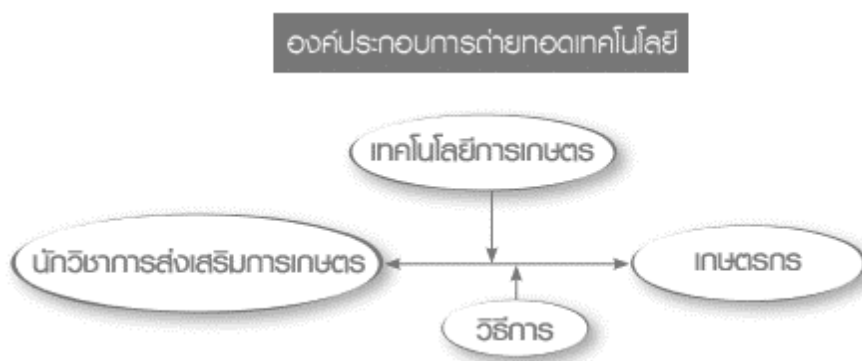 องค์ประกอบการถ่ายทอดเทคโนโลยี
เทคโนโลยีการเกษตร
นักวิชาการส่งเสริมการเกษตร
เกษตรกร
วิธีการ